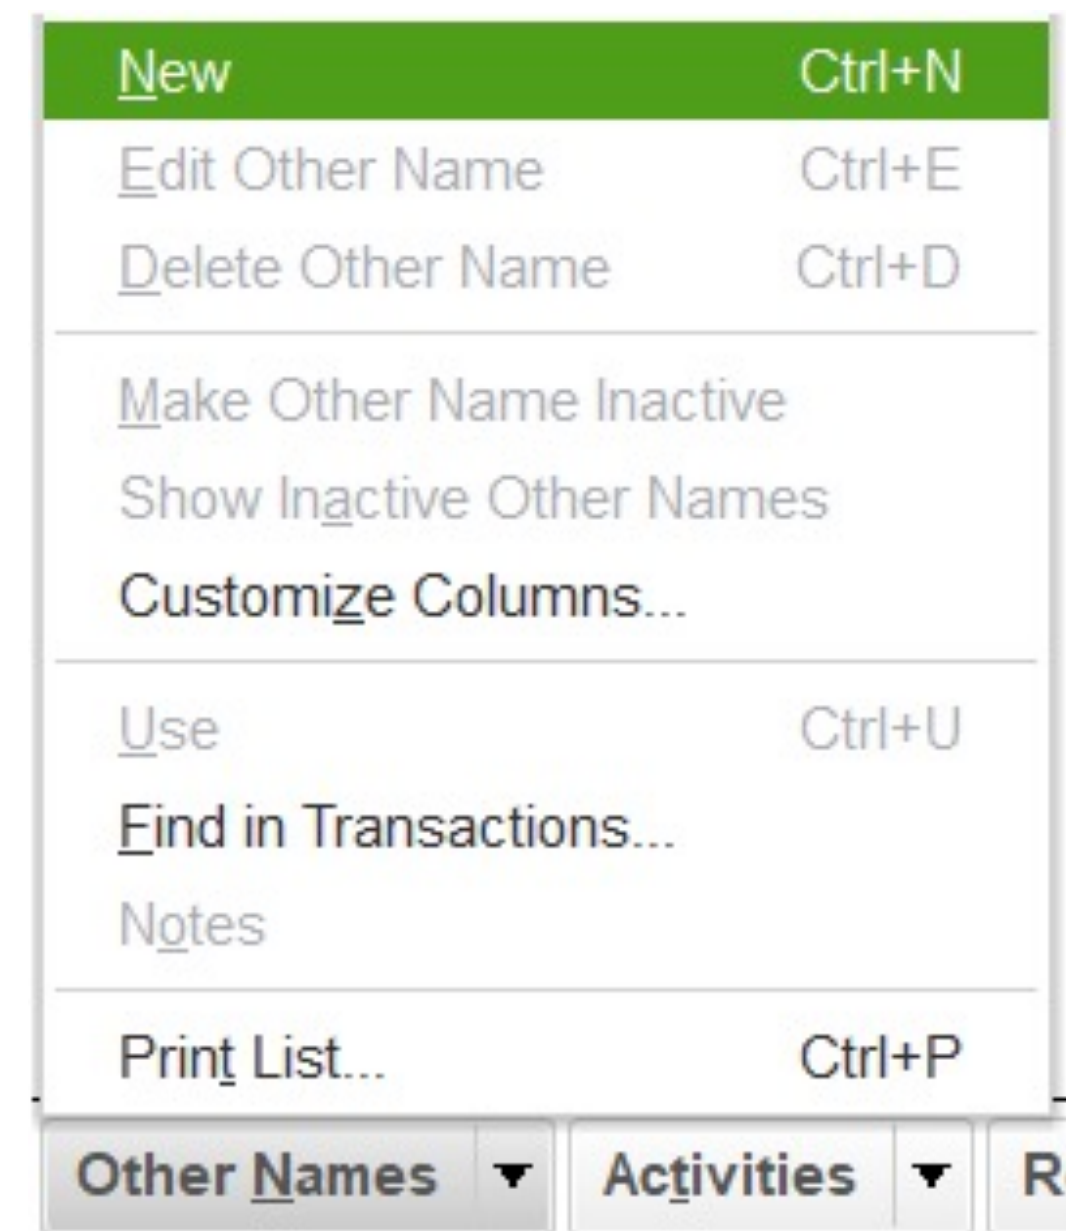 New Ctrl+N
Edit Other Name Ctrl+E
Delete Other Name Ctrl+D
Make Other Name Inactive
Show Inactive Other Names
Customize Columns...
Use Ctrl+U
Find in Transactions...
Notes
Print List... Ctrl+P
Other Names Activities